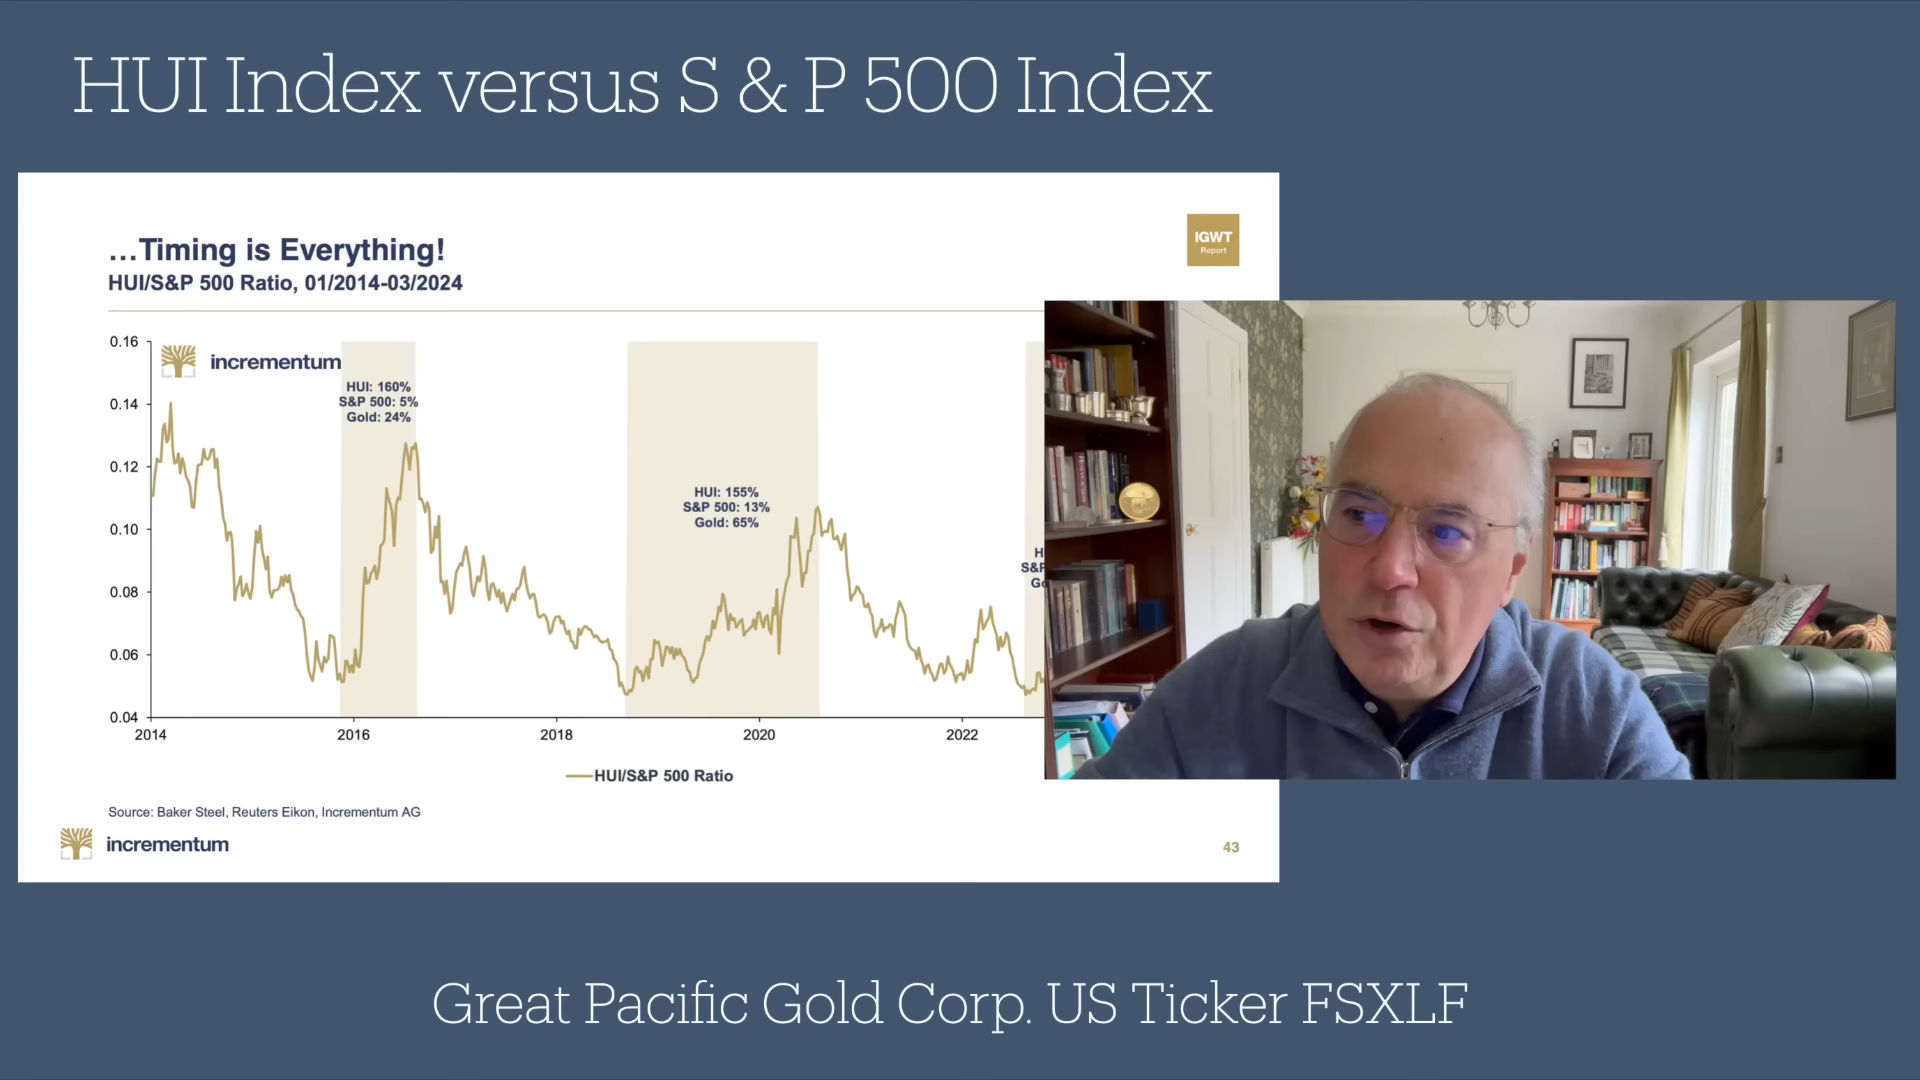 HUI Index versus S & P 500 Index
...Timing is Everything!
HUI/S&P 500 Ratio, 01/2014-03/2024
IGWT
Report
0.16
0.14
0.12
0.10
0.08
0.06
0.04
incrementum
HUI: 160%
S&P 500: 5%
Gold: 24%
HUI: 155%
S&P 500: 13%
Gold: 65%
2014
2016
2018
2020
2022
HUI/S&P 500 Ratio
Source: Baker Steel, Reuters Eikon, Incrementum AG
incrementum
43
Great Pacific Gold Corp. US Ticker FSXLF